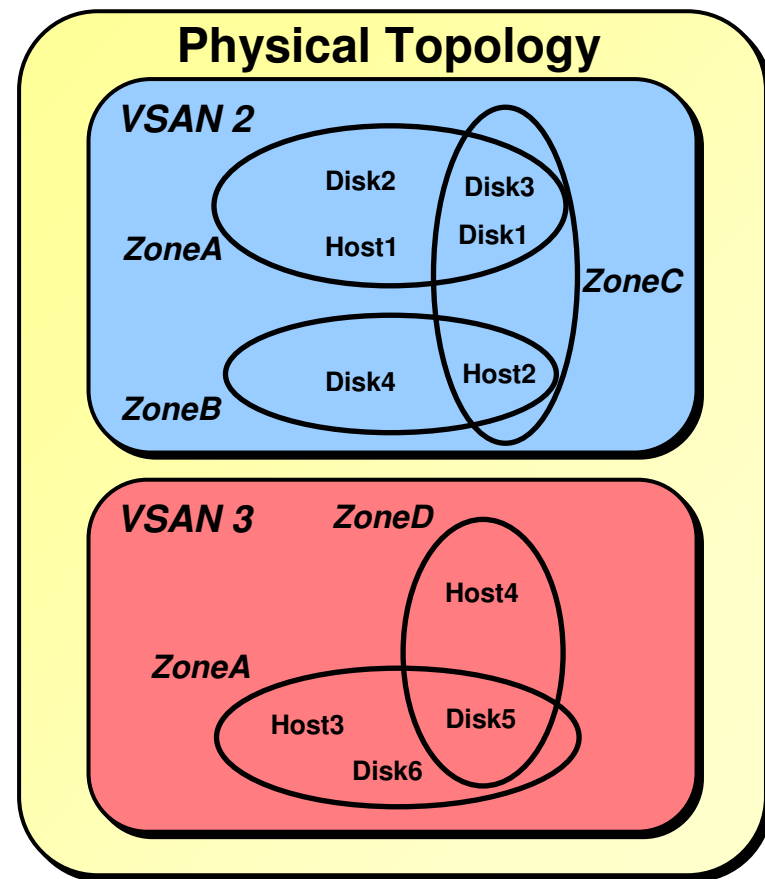 Physical Topology
VSAN 2
Disk2
Disk3
Disk1
ZoneA
Host1
ZoneC
Disk4
Host2
ZoneB
VSAN 3
ZoneD
Host4
ZoneA
Host3
Disk5
Disk6